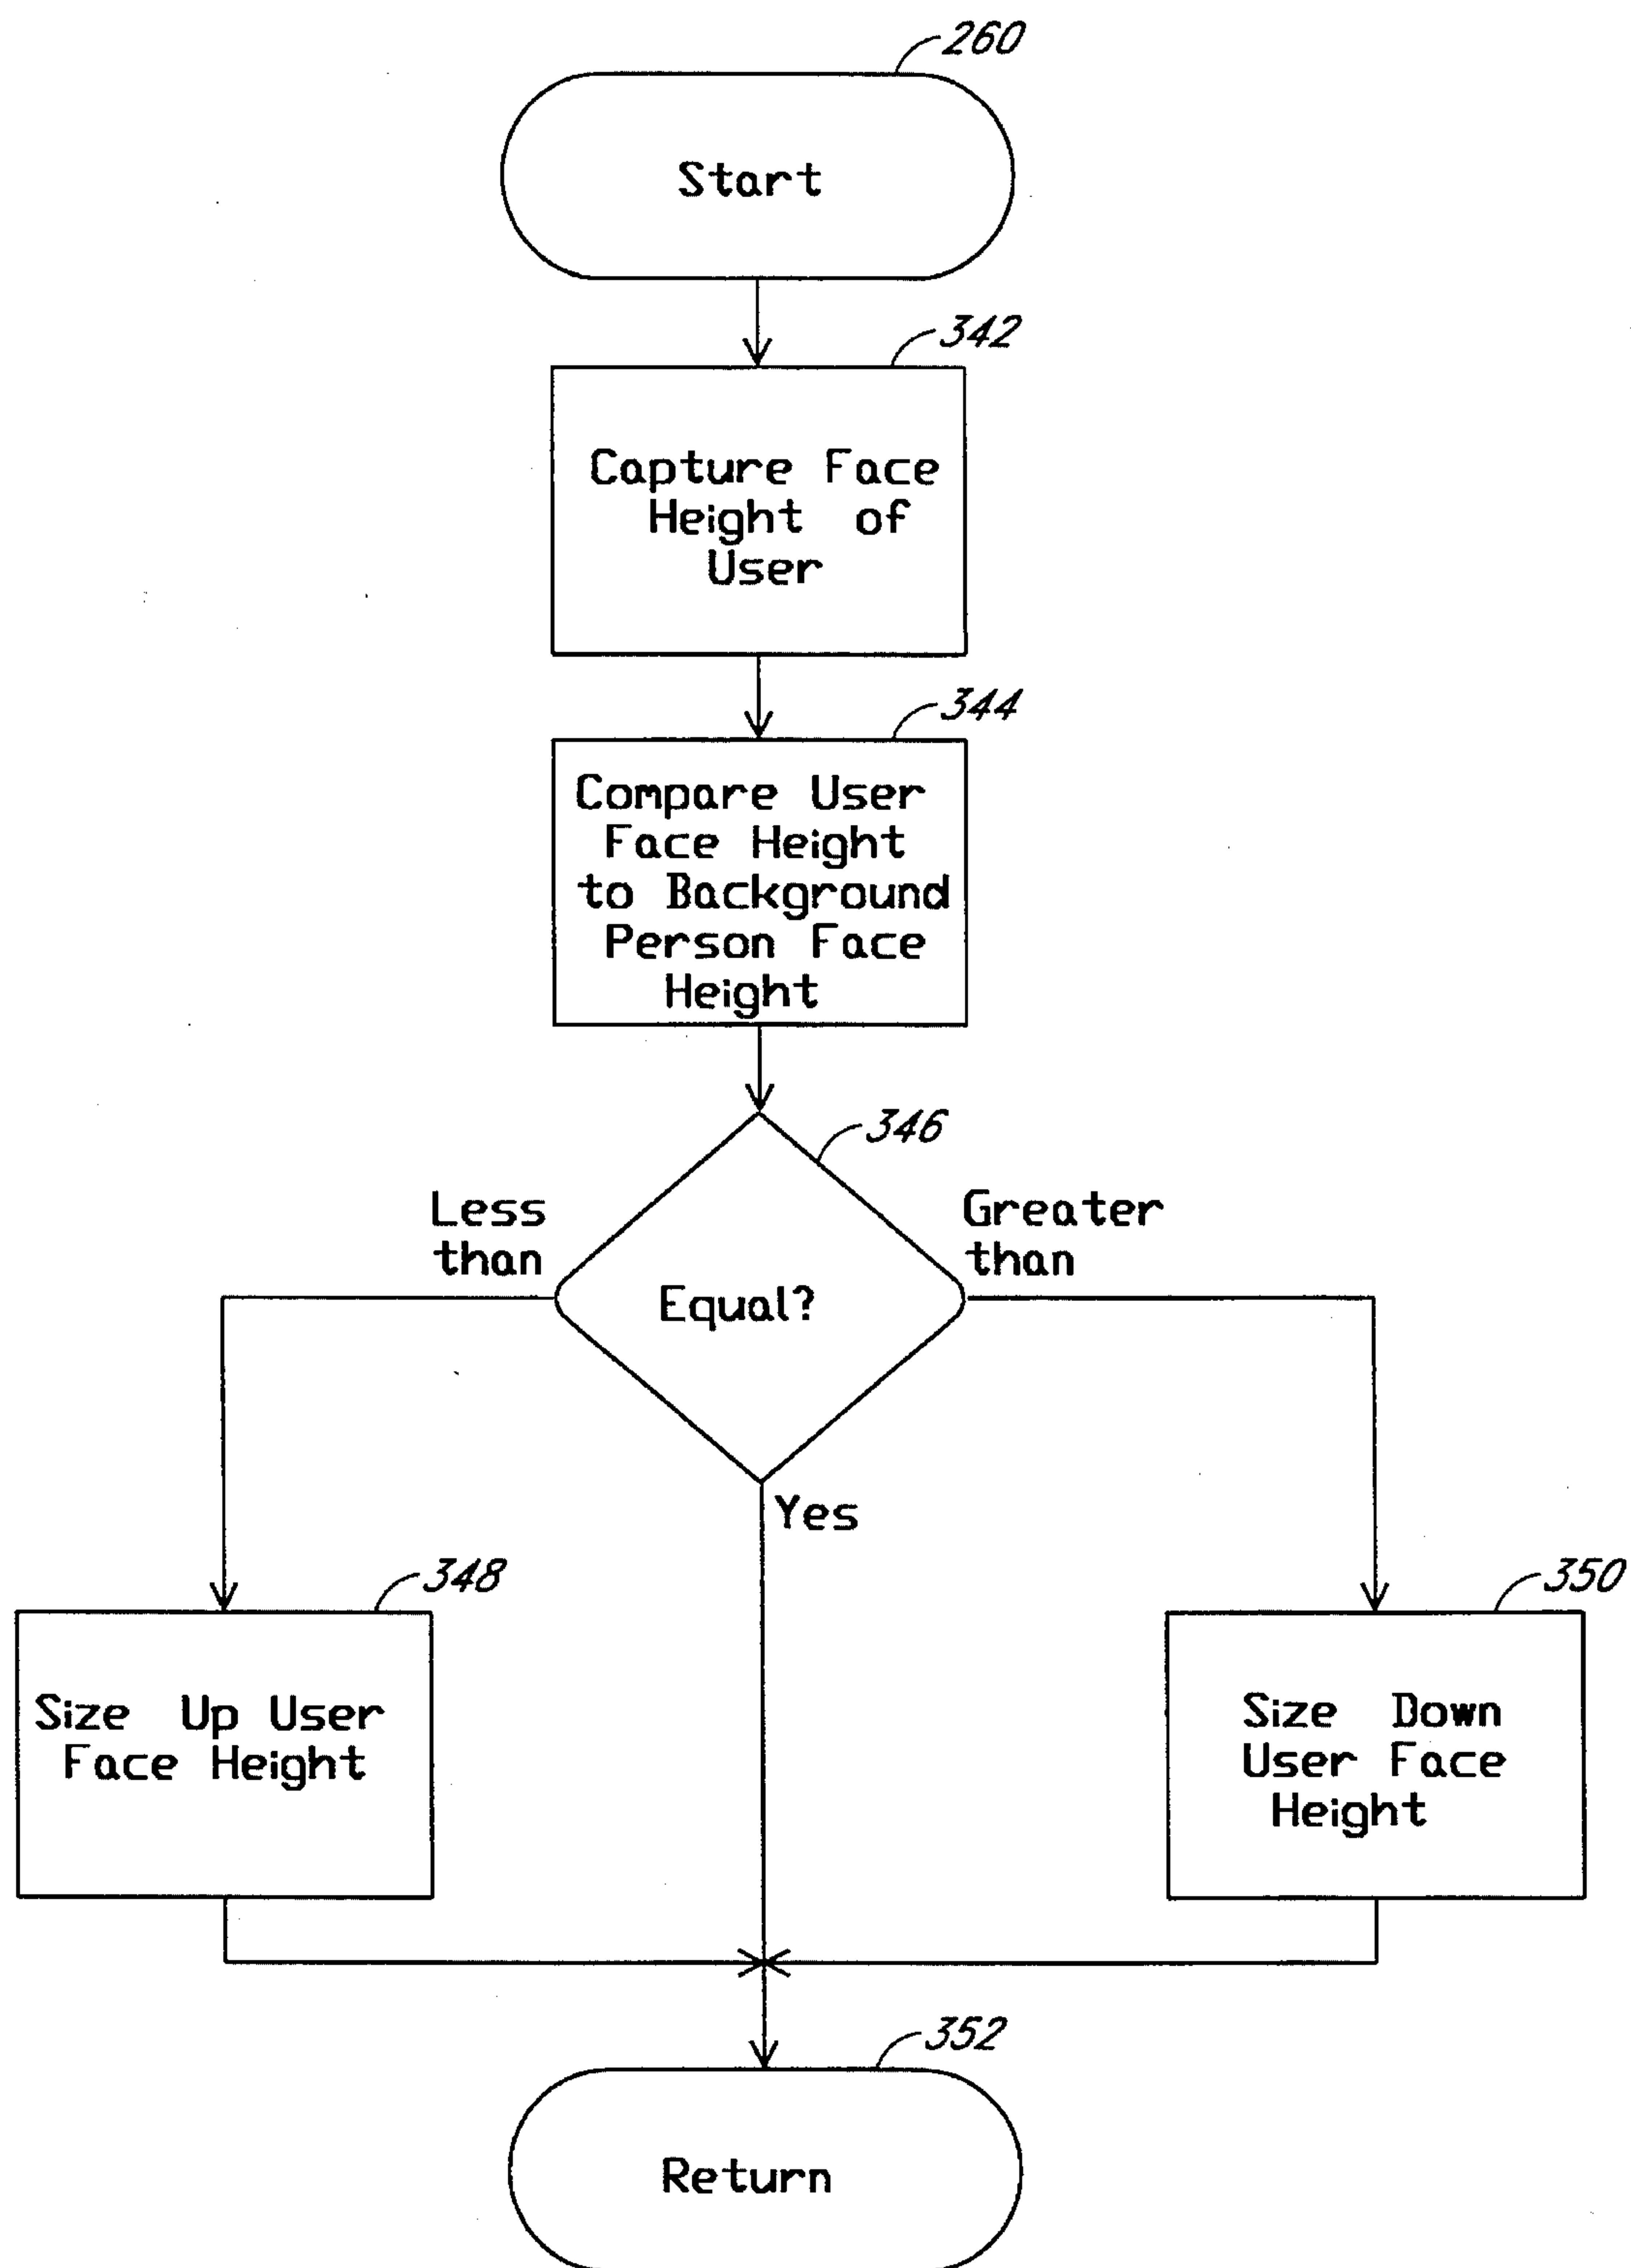 260
Start
342
Capture Face
Height of
User
344
Compare User
Face Height
to Background
Person Face
Height
346
Less
than
Greater
than
Equal?
Yes
348
350
Size Up User
Face Height
Size Down
User Face
Height
352
Return